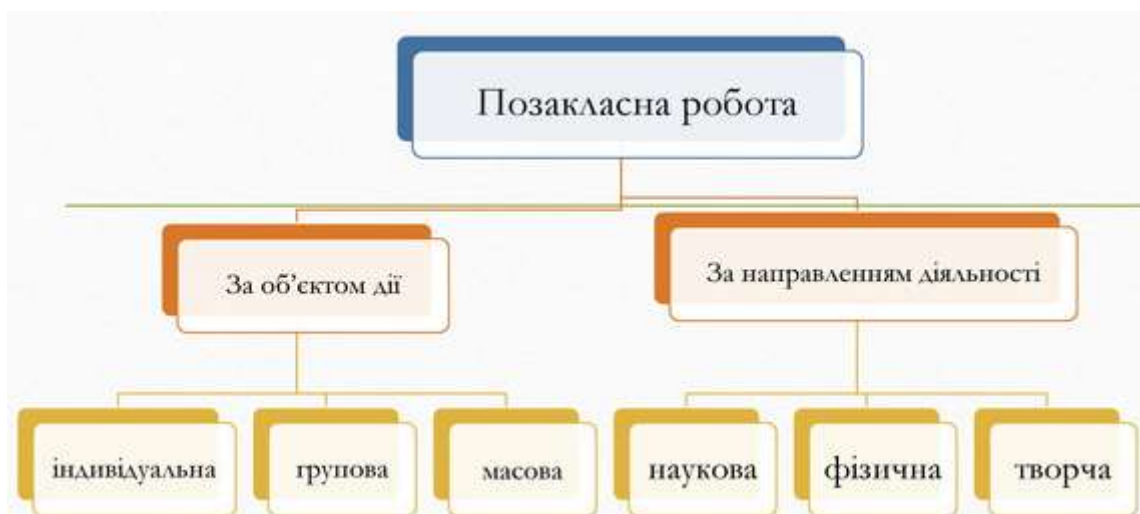 Позакласна робота
За об’єктом дії
За направленням діяльності
індивідуальна
групова
масова
наукова
фізична
творча